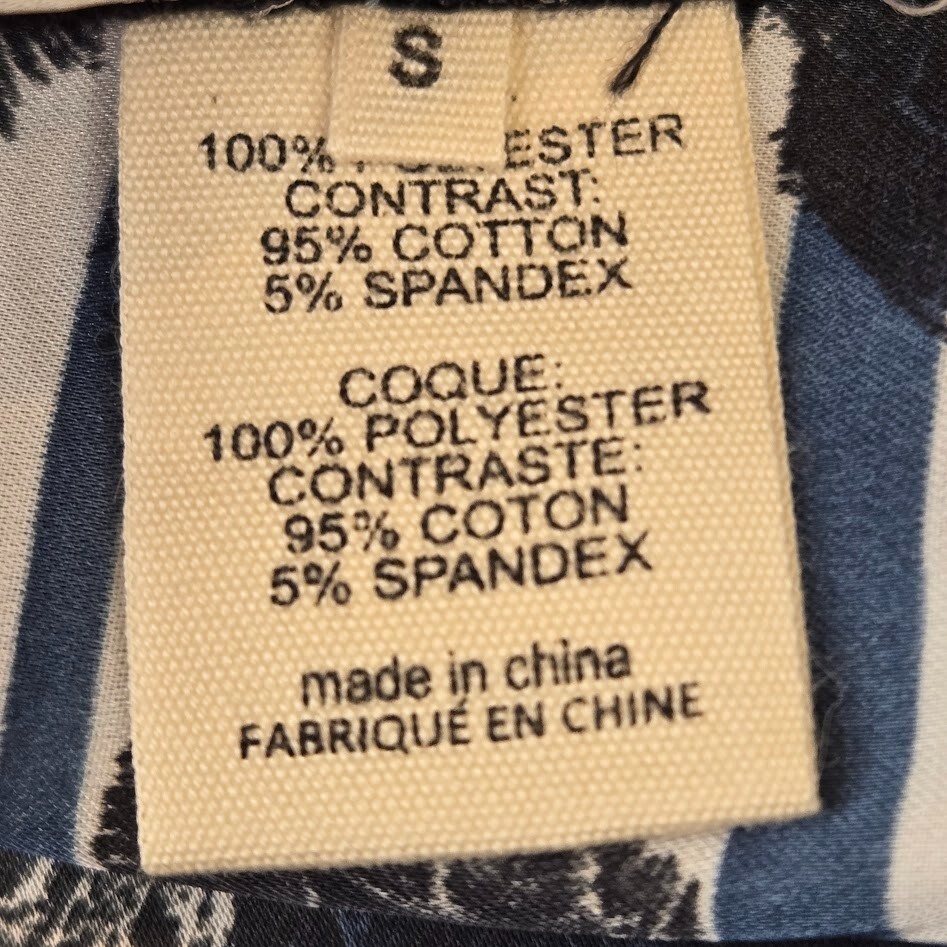 S
100% POLYESTER
CONTRAST:
95% COTTON
5% SPANDEX
COQUE:
100% POLYESTER
CONTRASTE:
95% COTON
5% SPANDEX
made in china
FABRIQUÉ EN CHINE